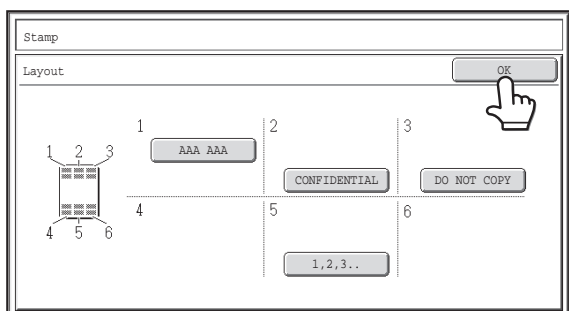 Stamp
Layout
OK
1 2 3
4 5 6
1
AAA AAA
2
CONFIDENTIAL
3
DO NOT COPY
4
5
1,2,3..
6